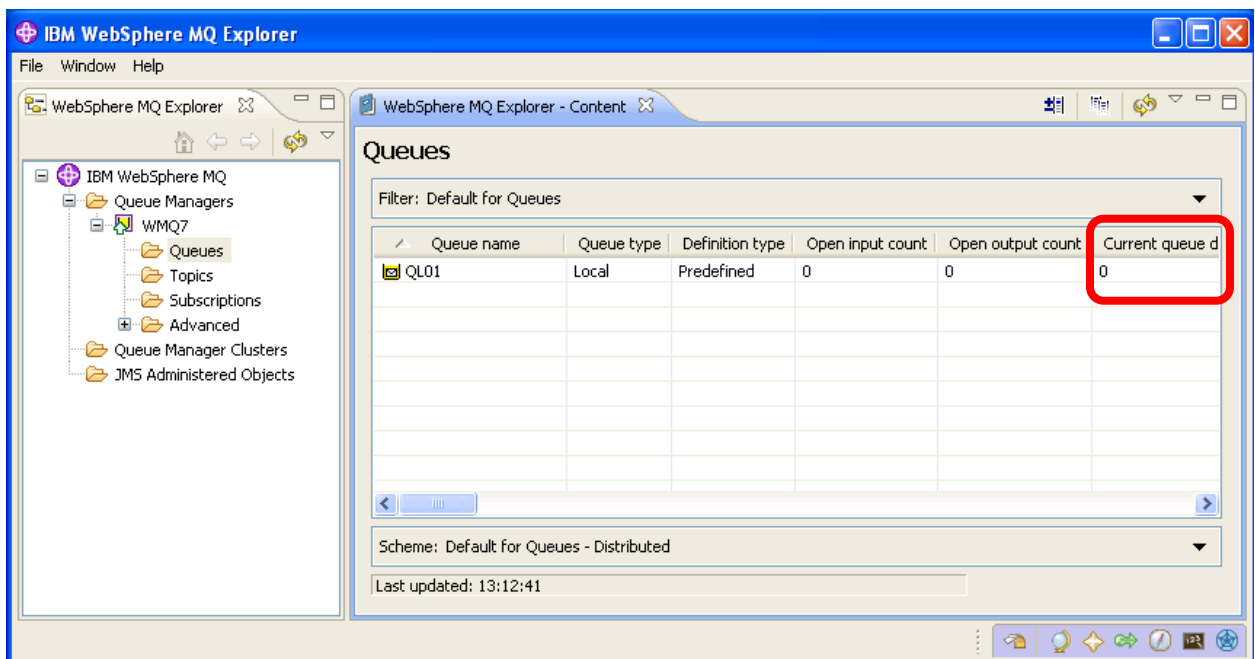 IBM WebSphere MQ Explorer
File Window Help
WebSphere MQ Explorer
IBM WebSphere MQ
Queue Managers
WMQ7
Queues
Topics
Subscriptions
Advanced
Queue Manager Clusters
JMS Administered Objects
WebSphere MQ Explorer - Content
Queues
Filter: Default for Queues
Queue name Queue type Definition type Open input count Open output count Current queue d
QL01 Local Predefined 0 0 0
Scheme: Default for Queues - Distributed
Last updated: 13:12:41